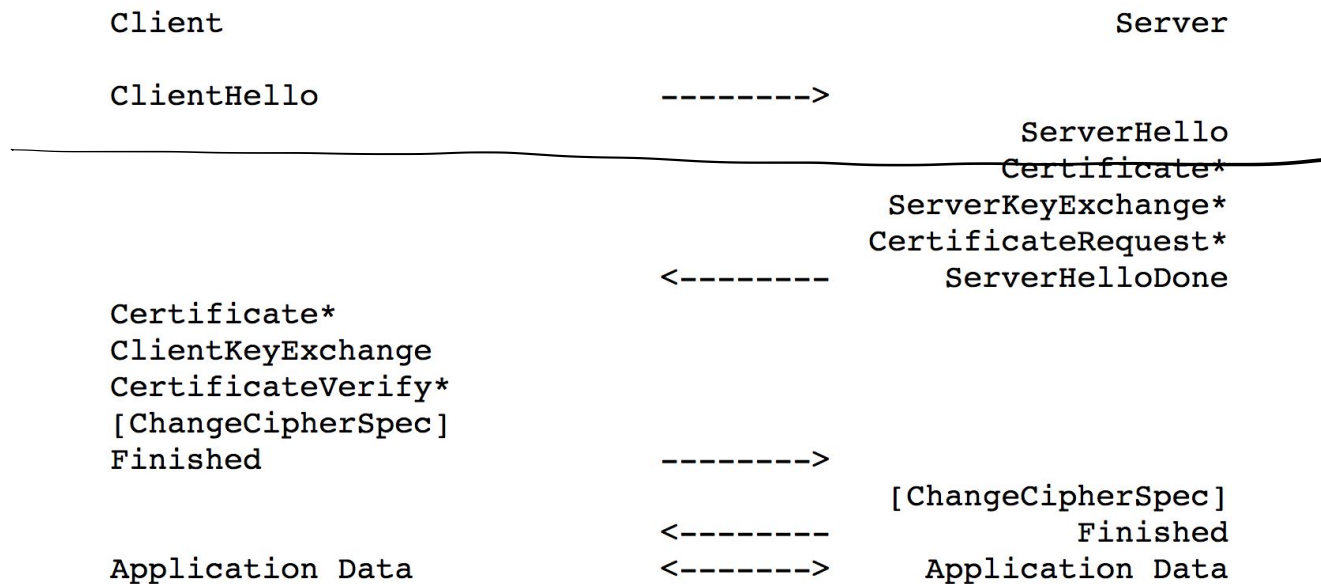 Client Server
ClientHello -------->
ServerHello
Certificate*
ServerKeyExchange*
CertificateRequest*
<-------- ServerHelloDone
Certificate*
ClientKeyExchange
CertificateVerify*
[ChangeCipherSpec]
Finished -------->
[ChangeCipherSpec]
<-------- Finished
Application Data <-------> Application Data